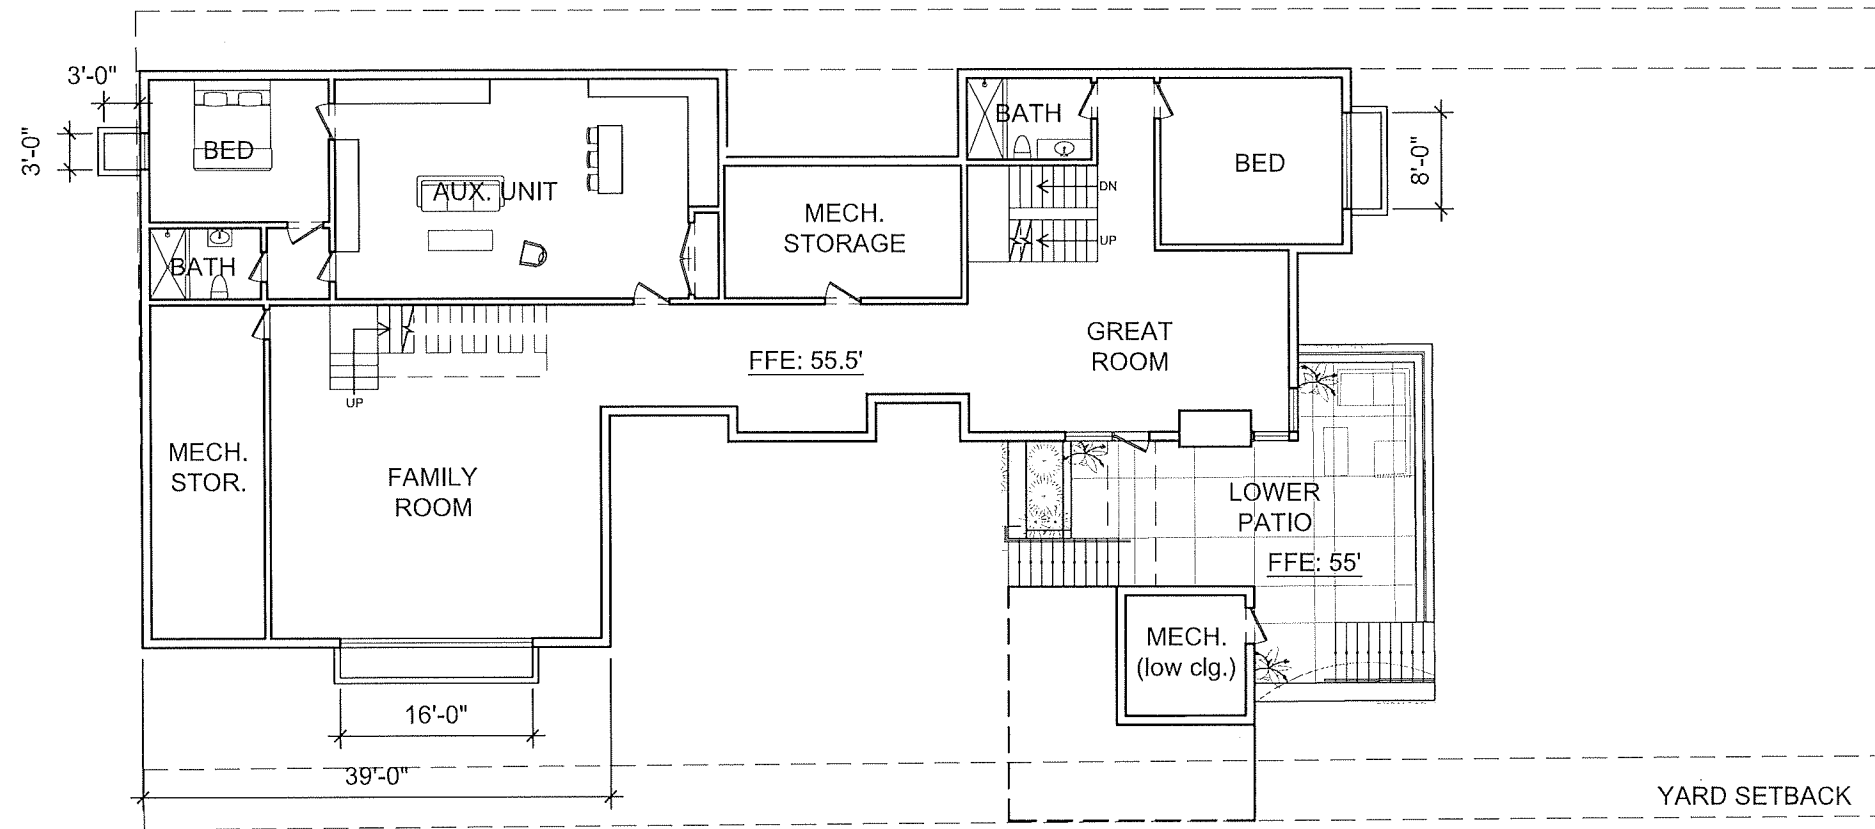 3'-0"
3'-0"
BED
AUX. UNIT
BATH
MECH.
STORAGE
BATH
BED
8'-0"
DN
UP
GREAT
ROOM
FFE: 55.5'
UP
MECH.
STOR.
FAMILY
ROOM
LOWER
PATIO
FFE: 55'
MECH.
(low clg.)
16'-0"
39'-0"
YARD SETBACK